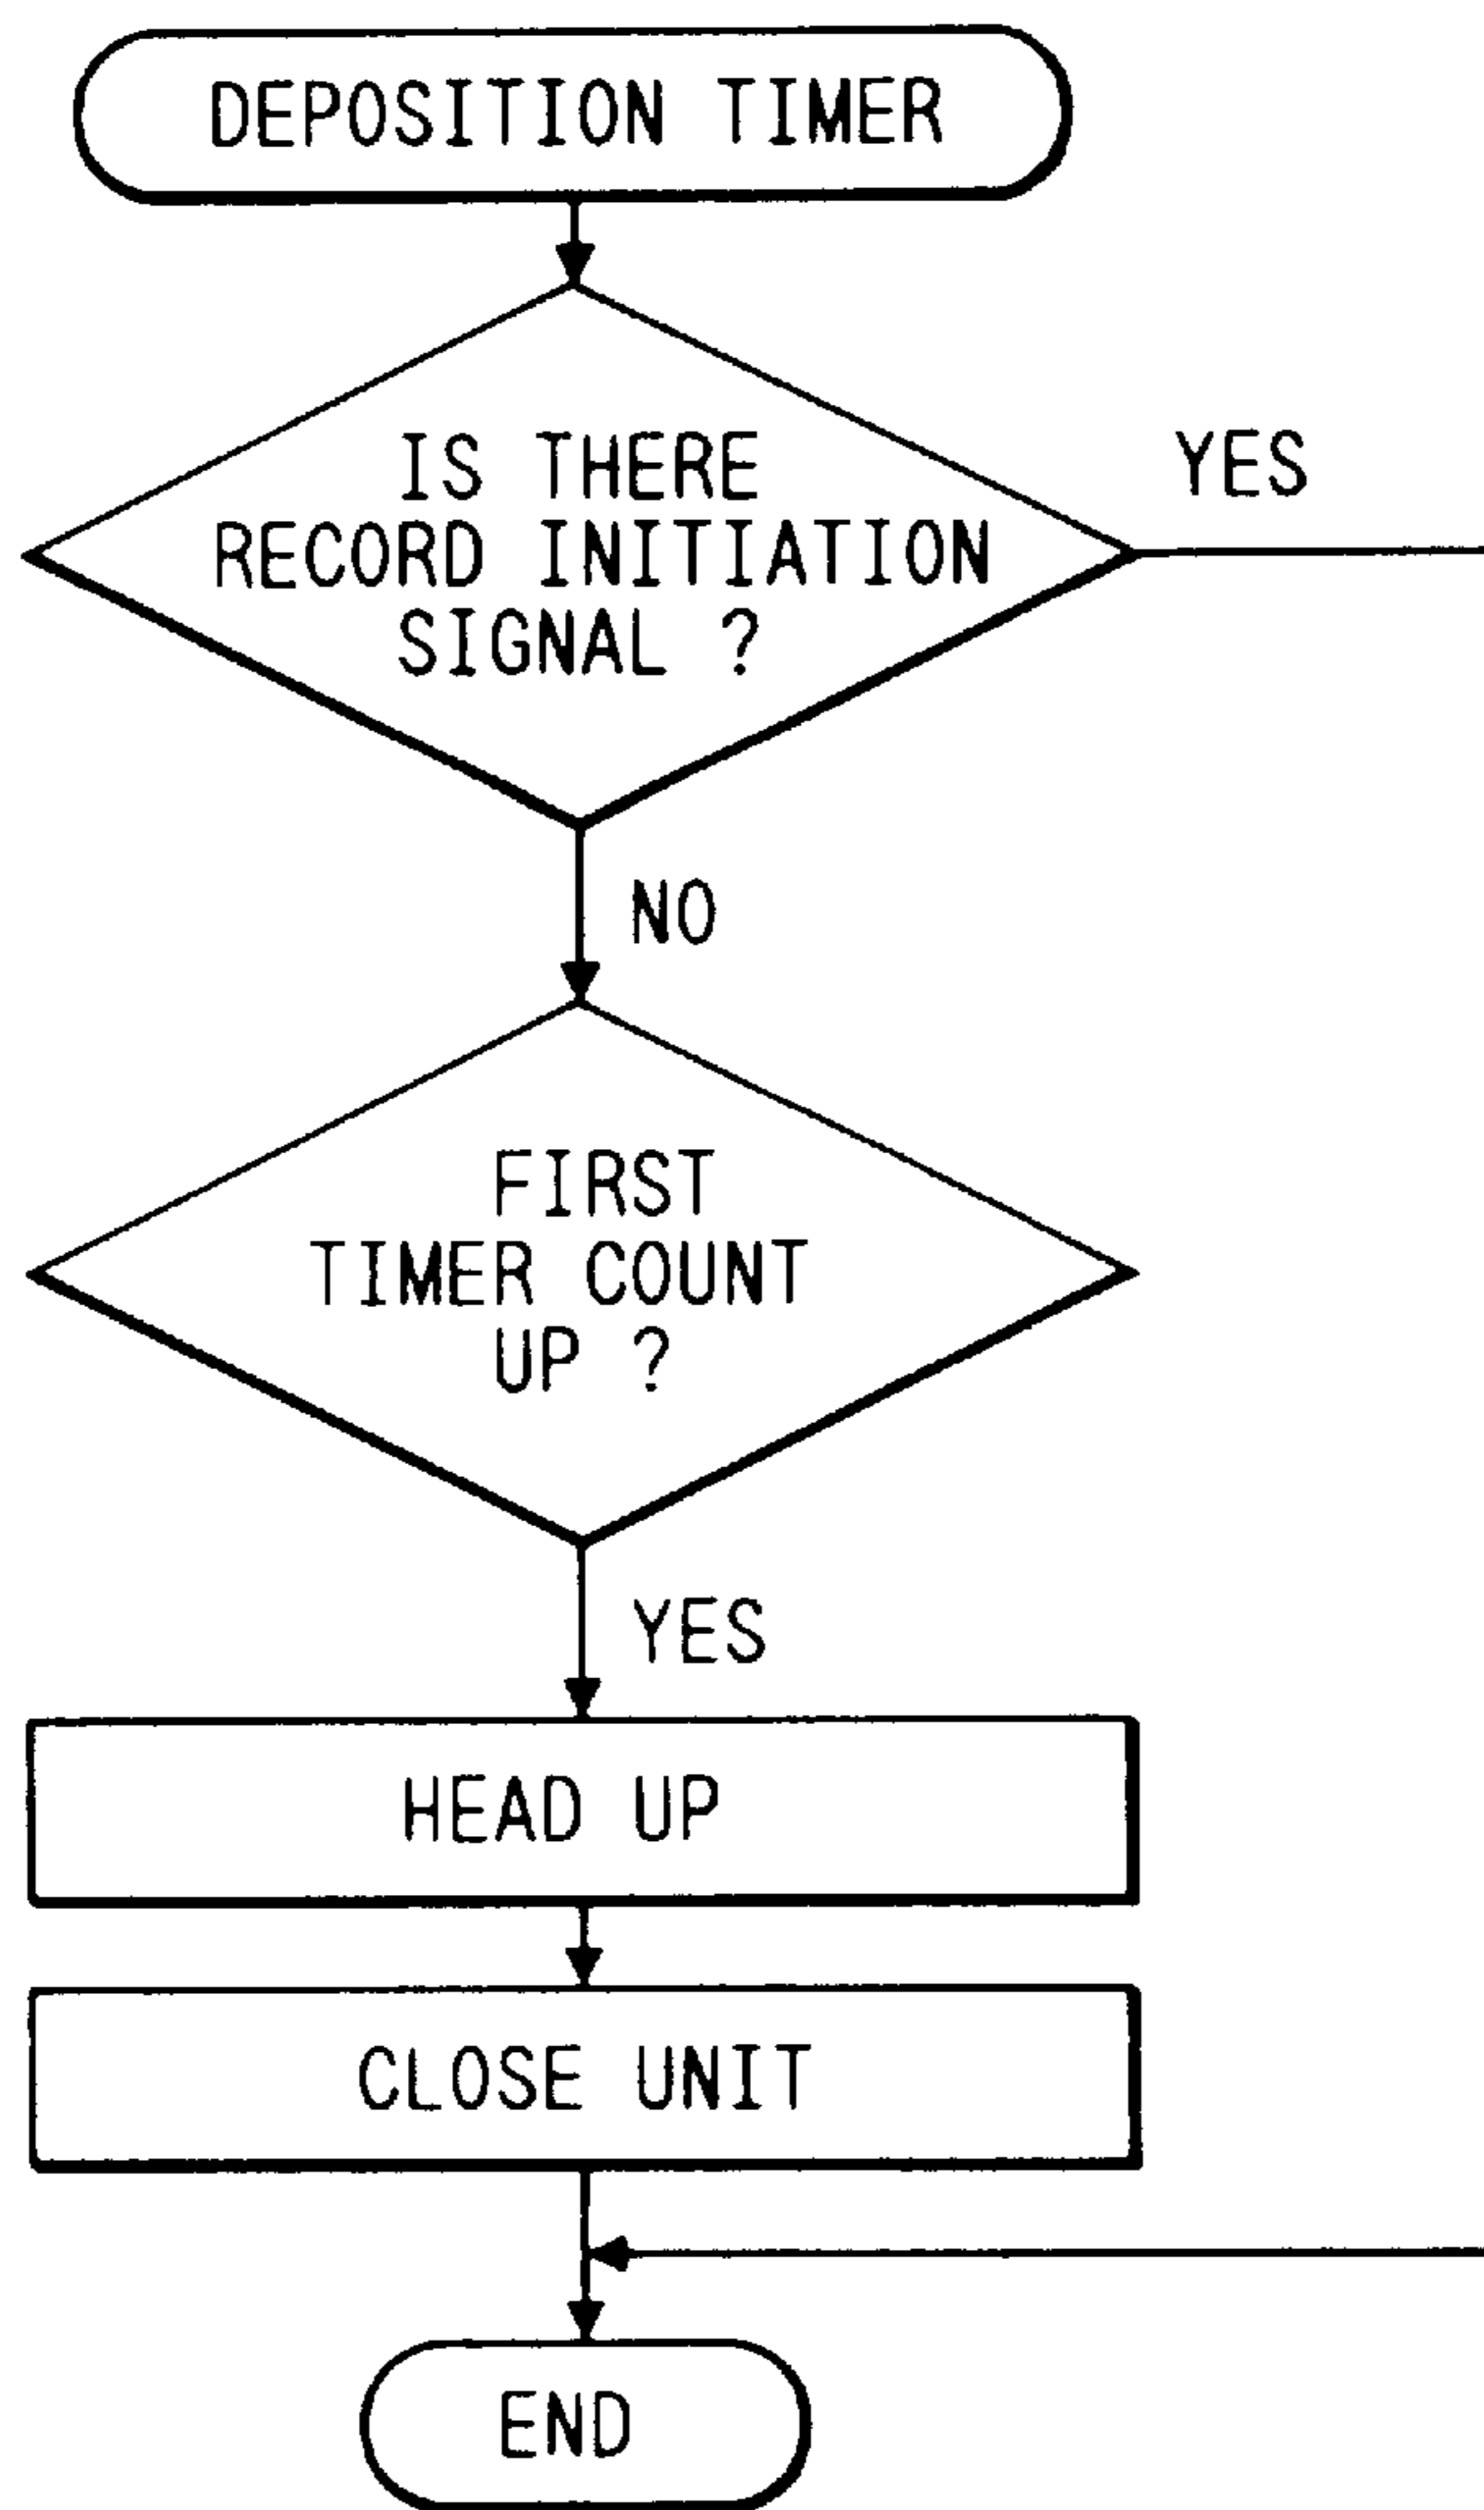 DEPOSITION TIMER
IS THERE
RECORD INITIATION
SIGNAL ?
YES
NO
FIRST
TIMER COUNT
UP ?
YES
HEAD UP
CLOSE UNIT
END